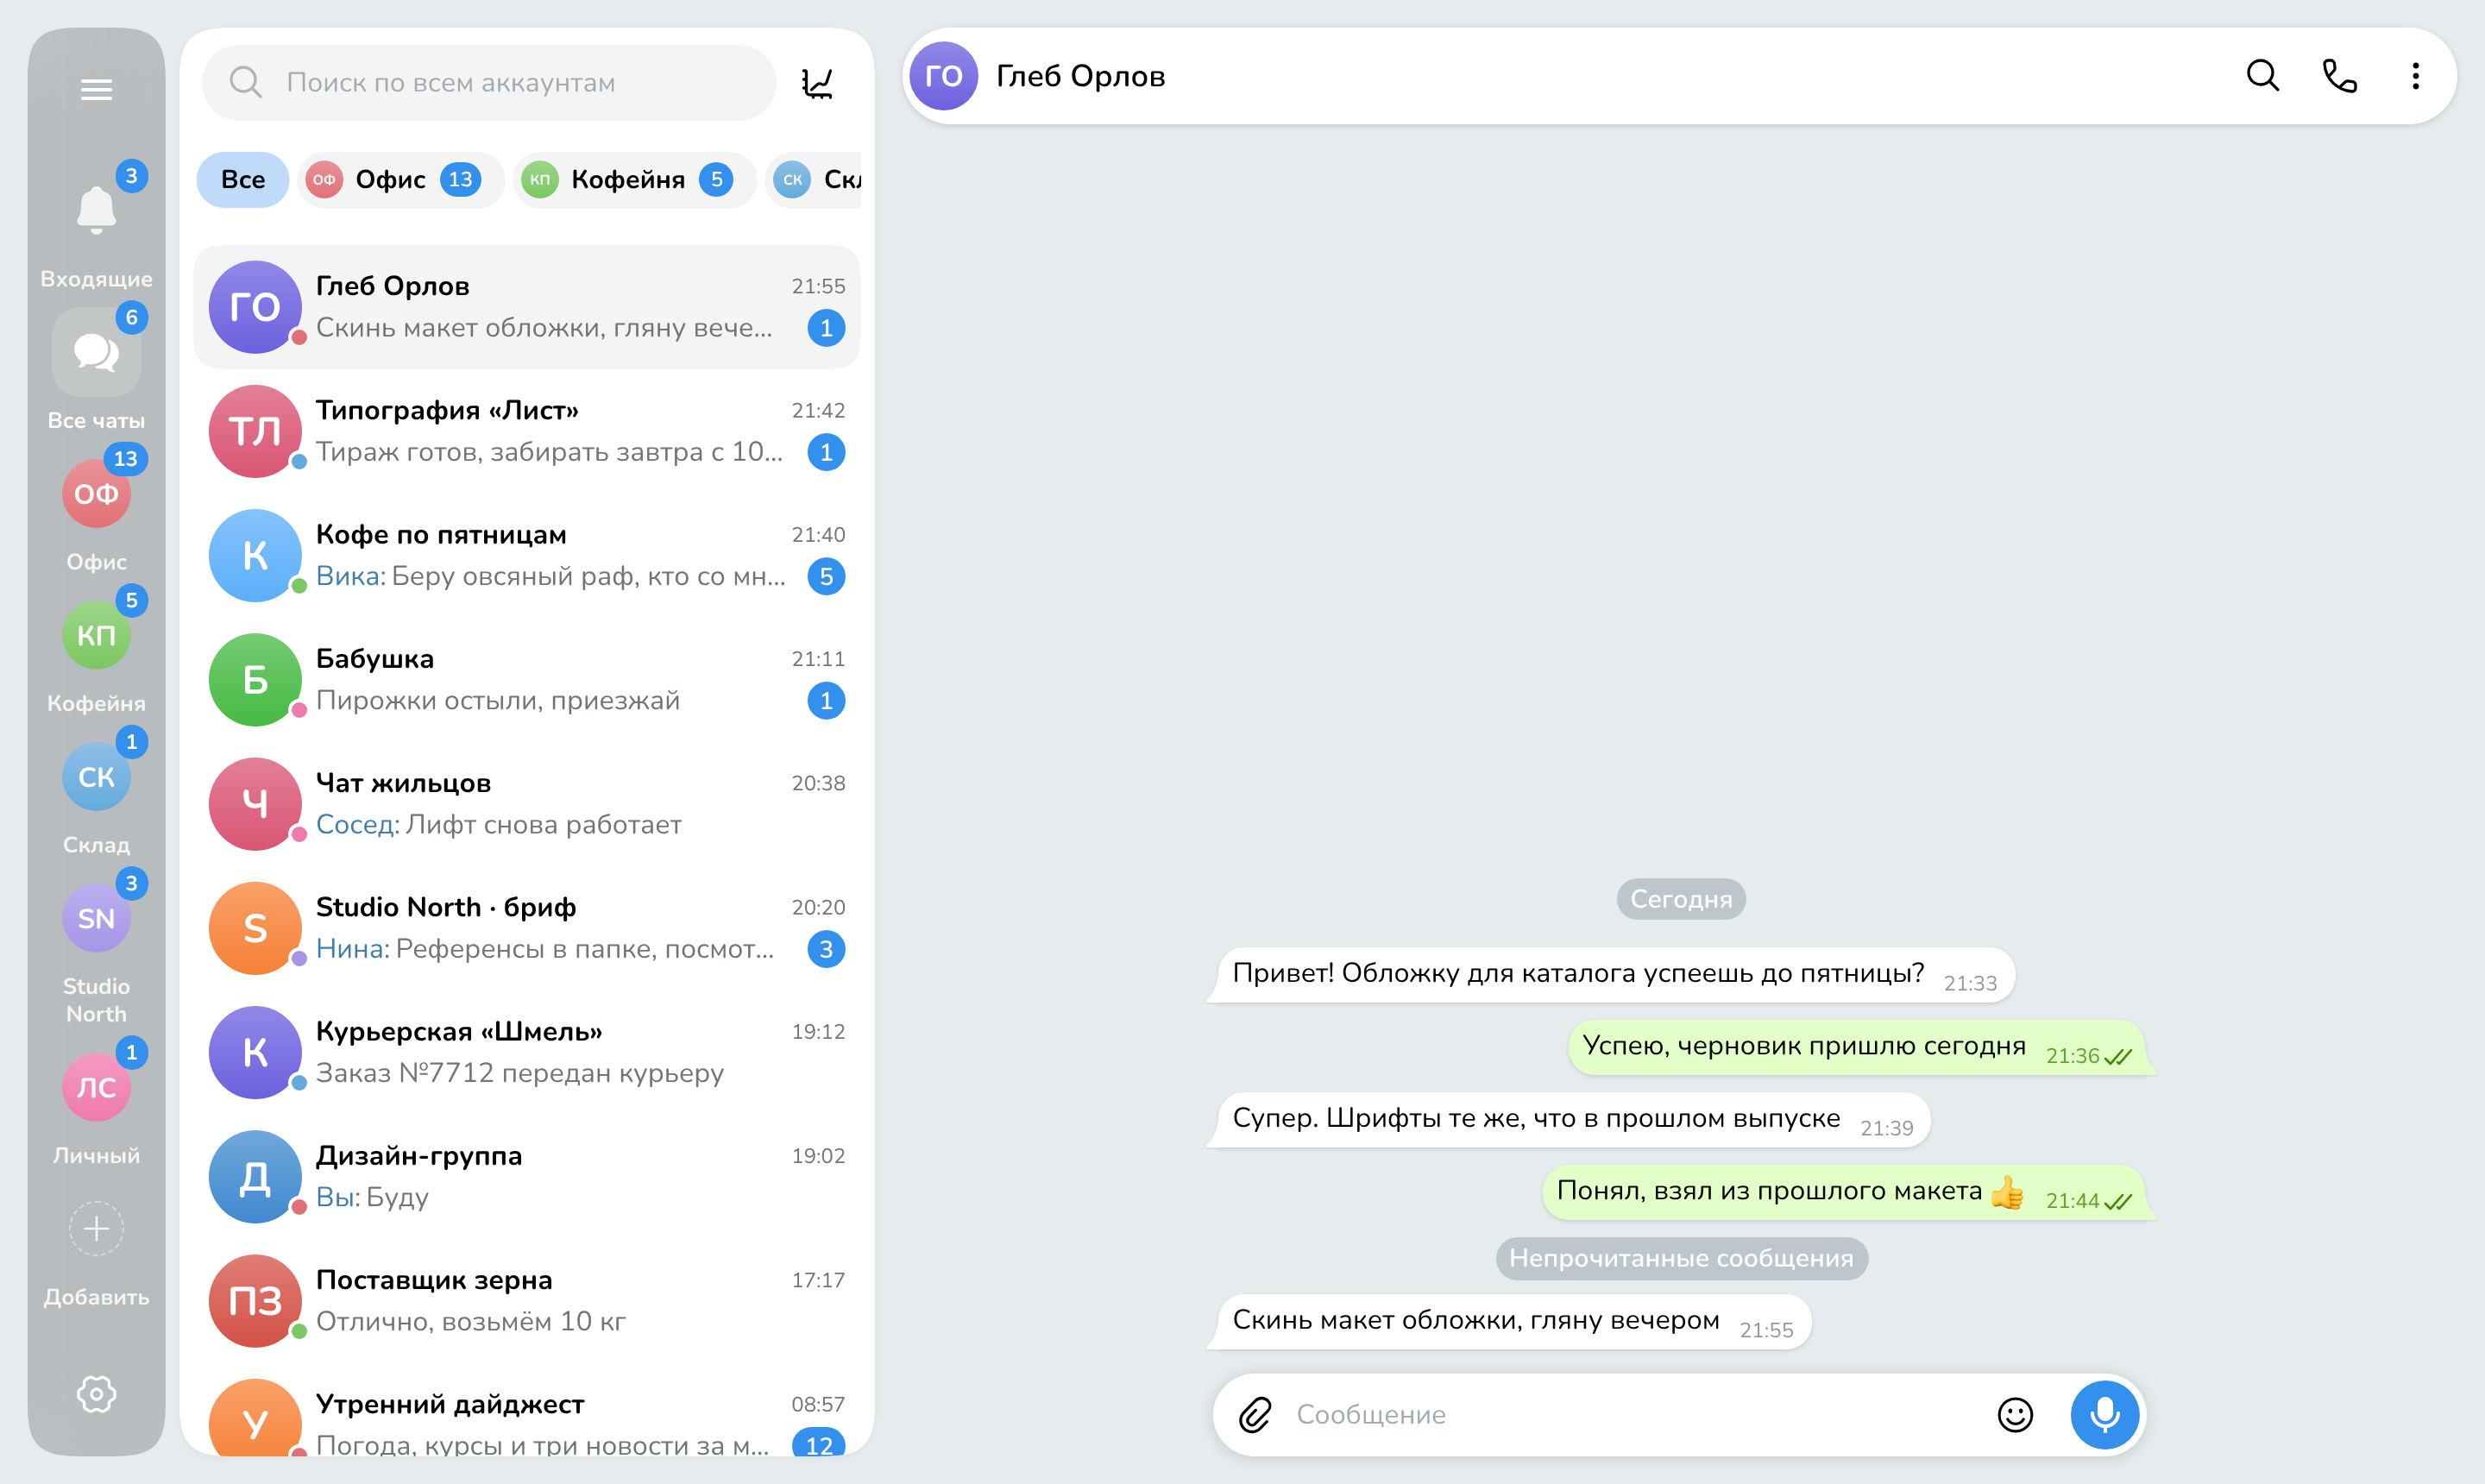 3
Входящие
6
Все чаты
13
ОФ
Офис
5
КП
Кофейня
1
СК
Склад
3
SN
Studio
North
1
ЛС
Личный
Добавить
Поиск по всем аккаунтам
Все
ОФ Офис 13
КП Кофейня 5
СК Скл
ГО Глеб Орлов 21:55
Скинь макет обложки, гляну вече... 1
ТЛ Типография «Лист» 21:42
Тираж готов, забирать завтра с 10... 1
К Кофе по пятницам 21:40
Вика: Беру овсяный раф, кто со мн... 5
Б Бабушка 21:11
Пирожки остыли, приезжай 1
Ч Чат жильцов 20:38
Сосед: Лифт снова работает
S Studio North · бриф 20:20
Нина: Референсы в папке, посмот... 3
К Курьерская «Шмель» 19:12
Заказ №7712 передан курьеру
Д Дизайн-группа 19:02
Вы: Буду
ПЗ Поставщик зерна 17:17
Отлично, возьмём 10 кг
У Утренний дайджест 08:57
Погода, курсы и три новости за м... 12
ГО Глеб Орлов
Сегодня
Привет! Обложку для каталога успеешь до пятницы? 21:33
Успею, черновик пришлю сегодня 21:36
Супер. Шрифты те же, что в прошлом выпуске 21:39
Понял, взял из прошлого макета 👍 21:44
Непрочитанные сообщения
Скинь макет обложки, гляну вечером 21:55
Сообщение